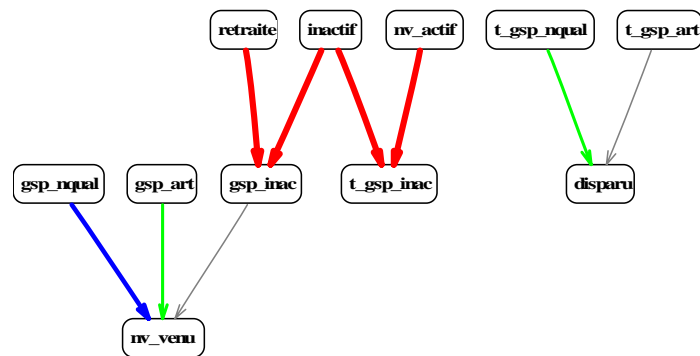 retraite inactif nv_actif t_gsp_nqual t_gsp_art
gsp_nqual gsp_art gsp_inac t_gsp_inac disparu
nv_venu